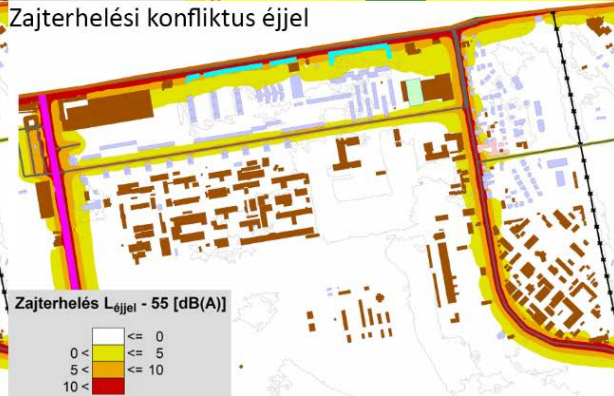 Zajterhelési konfliktus éjjel
Zajterhelés Léjjel - 55 [dB(A)]
<= 0
0 < <= 5
5 < <= 10
10 <